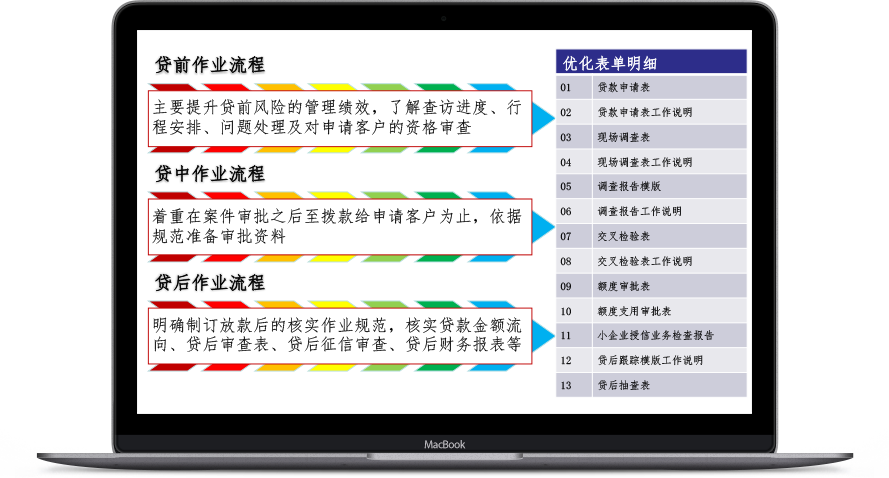 贷前作业流程
主要提升贷前风险的管理绩效，了解查访进度、行
程安排、问题处理及对申请客户的资格审查
贷中作业流程
着重在案件审批之后至拨款给申请客户为止，依据
规范准备审批资料
贷后作业流程
明确制订放款后的核实作业规范，核实贷款金额流
向、贷后审查表、贷后征信审查、贷后财务报表等
优化表单明细
01 贷款申请表
02 贷款申请表工作说明
03 现场调查表
04 现场调查表工作说明
05 调查报告模版
06 调查报告工作说明
07 交叉检验表
08 交叉检验表工作说明
09 额度审批表
10 额度支用审批表
11 小企业授信业务检查报告
12 贷后跟踪模版工作说明
13 贷后抽查表
MacBook